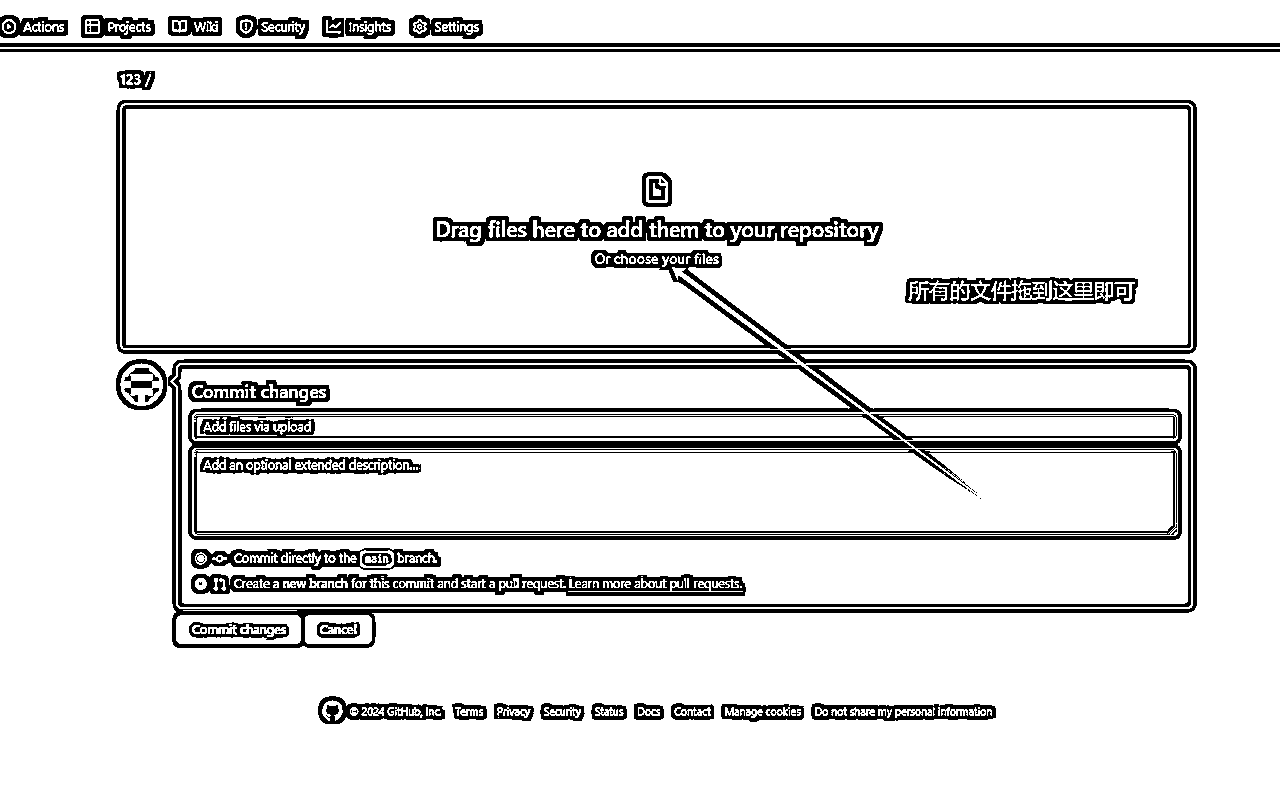 Actions Projects Wiki Security Insights Settings
123 /
Drag files here to add them to your repository
Or choose your files
所有的文件拖到这里即可
Commit changes
Add files via upload
Add an optional extended description...
Commit directly to the main branch.
Create a new branch for this commit and start a pull request. Learn more about pull requests.
Commit changes Cancel
© 2024 GitHub, Inc. Terms Privacy Security Status Docs Contact Manage cookies Do not share my personal information